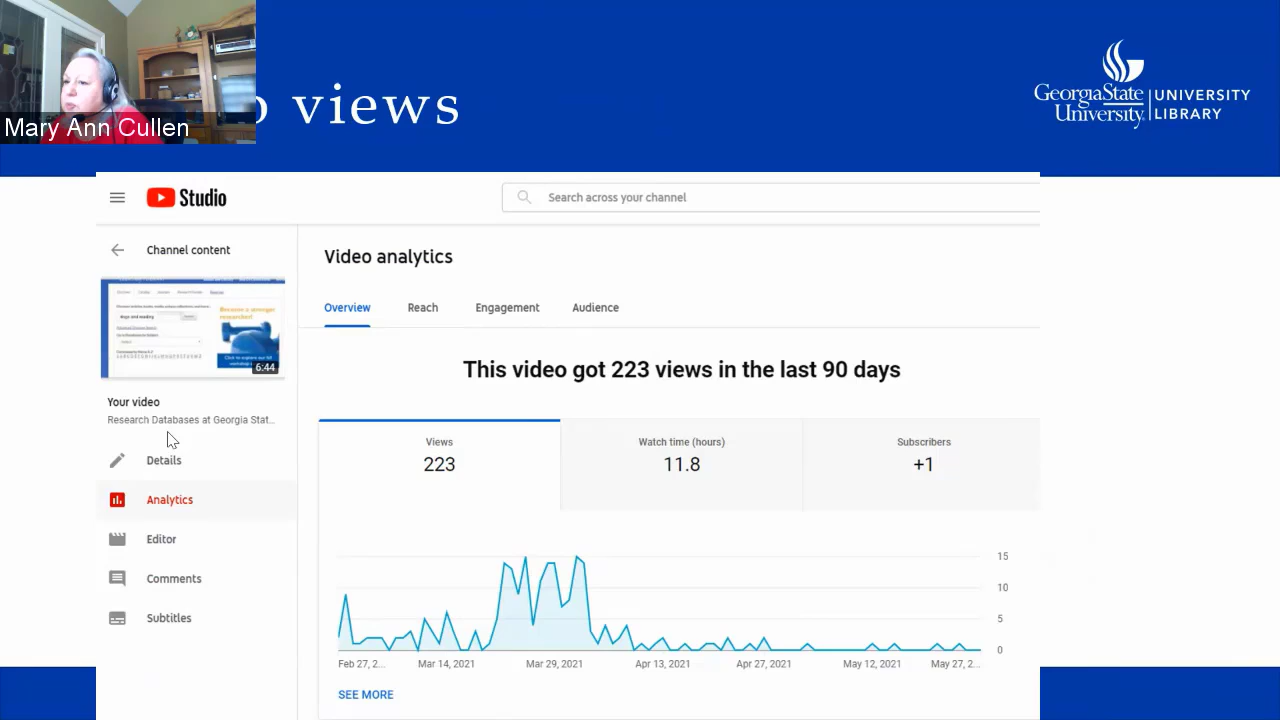 Mary Ann Cullen
views
GeorgiaState
University
UNIVERSITY
LIBRARY
Studio
Search across your channel
Channel content
6:44
Your video
Research Databases at Georgia Stat...
Details
Analytics
Editor
Comments
Subtitles
Video analytics
Overview Reach Engagement Audience
This video got 223 views in the last 90 days
Views
223
Watch time (hours)
11.8
Subscribers
+1
15
10
5
0
Feb 27, 2... Mar 14, 2021 Mar 29, 2021 Apr 13, 2021 Apr 27, 2021 May 12, 2021 May 27, 2...
SEE MORE